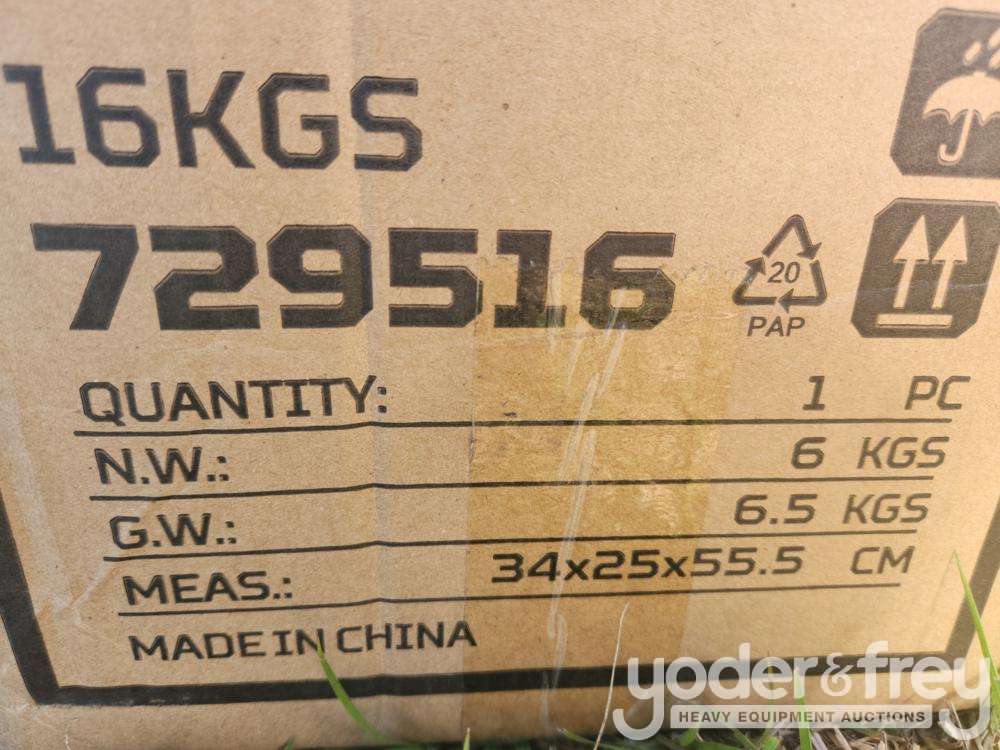 16KGS
729516
20
PAP
QUANTITY: 1 PC
N.W.: 6 KGS
G.W.: 6.5 KGS
MEAS.: 34x25x55.5 CM
MADE IN CHINA
yoder&frey
HEAVY EQUIPMENT AUCTIONS